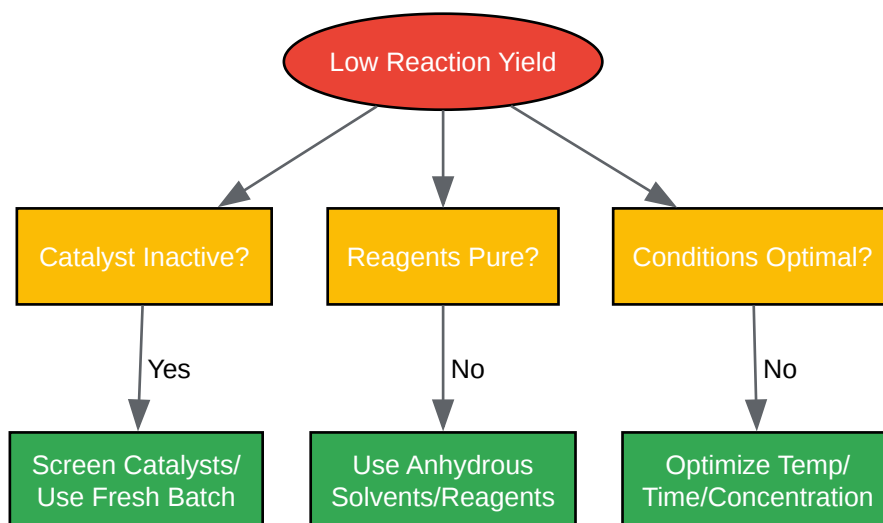 Low Reaction Yield
Catalyst Inactive?
Reagents Pure?
Conditions Optimal?
Yes
No
No
Screen Catalysts/
Use Fresh Batch
Use Anhydrous
Solvents/Reagents
Optimize Temp/
Time/Concentration